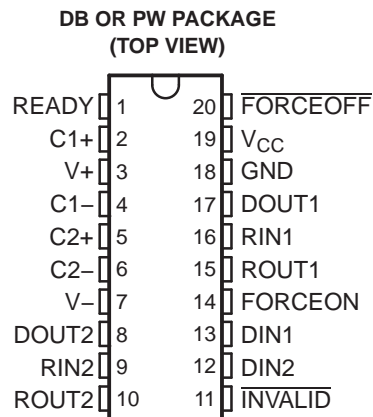 DB OR PW PACKAGE
(TOP VIEW)
READY 1 20 F̅O̅R̅C̅E̅O̅F̅F̅
C1+ 2 19 VCC
V+ 3 18 GND
C1− 4 17 DOUT1
C2+ 5 16 RIN1
C2− 6 15 ROUT1
V− 7 14 FORCEON
DOUT2 8 13 DIN1
RIN2 9 12 DIN2
ROUT2 10 11 I̅N̅V̅A̅L̅I̅D̅